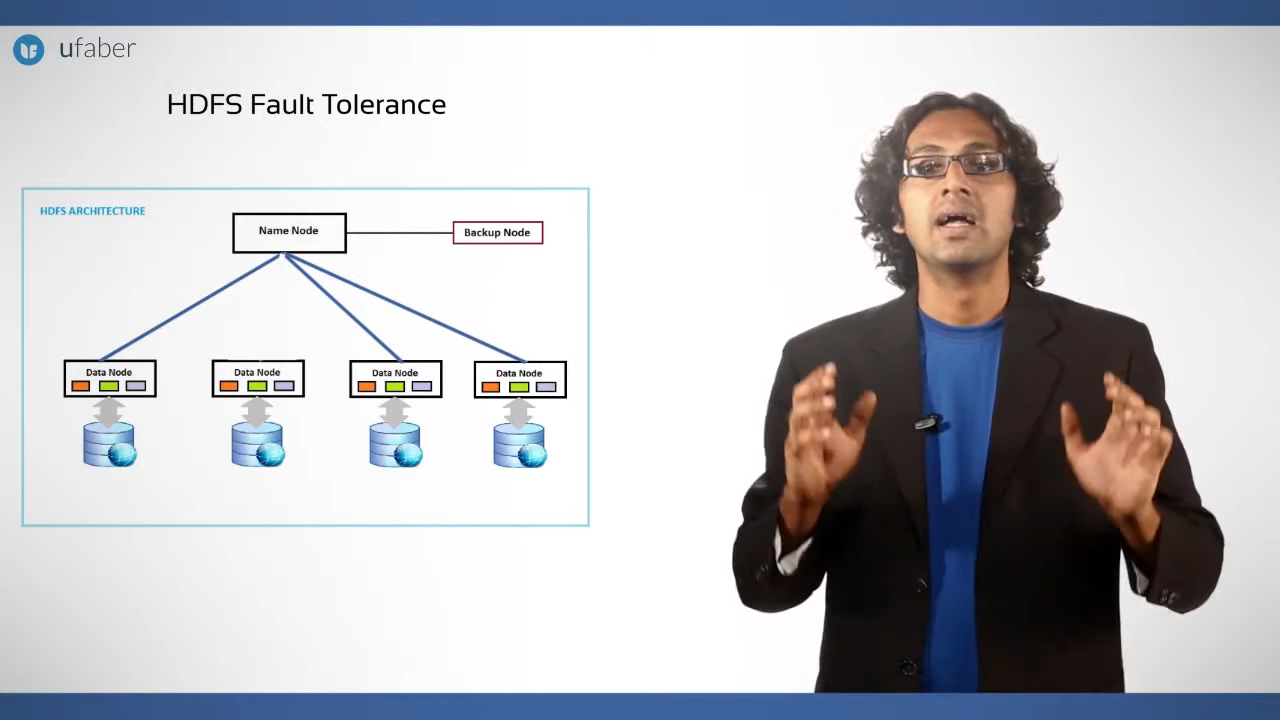 ufaber
HDFS Fault Tolerance
HDFS ARCHITECTURE
Name Node
Backup Node
Data Node
Data Node
Data Node
Data Node